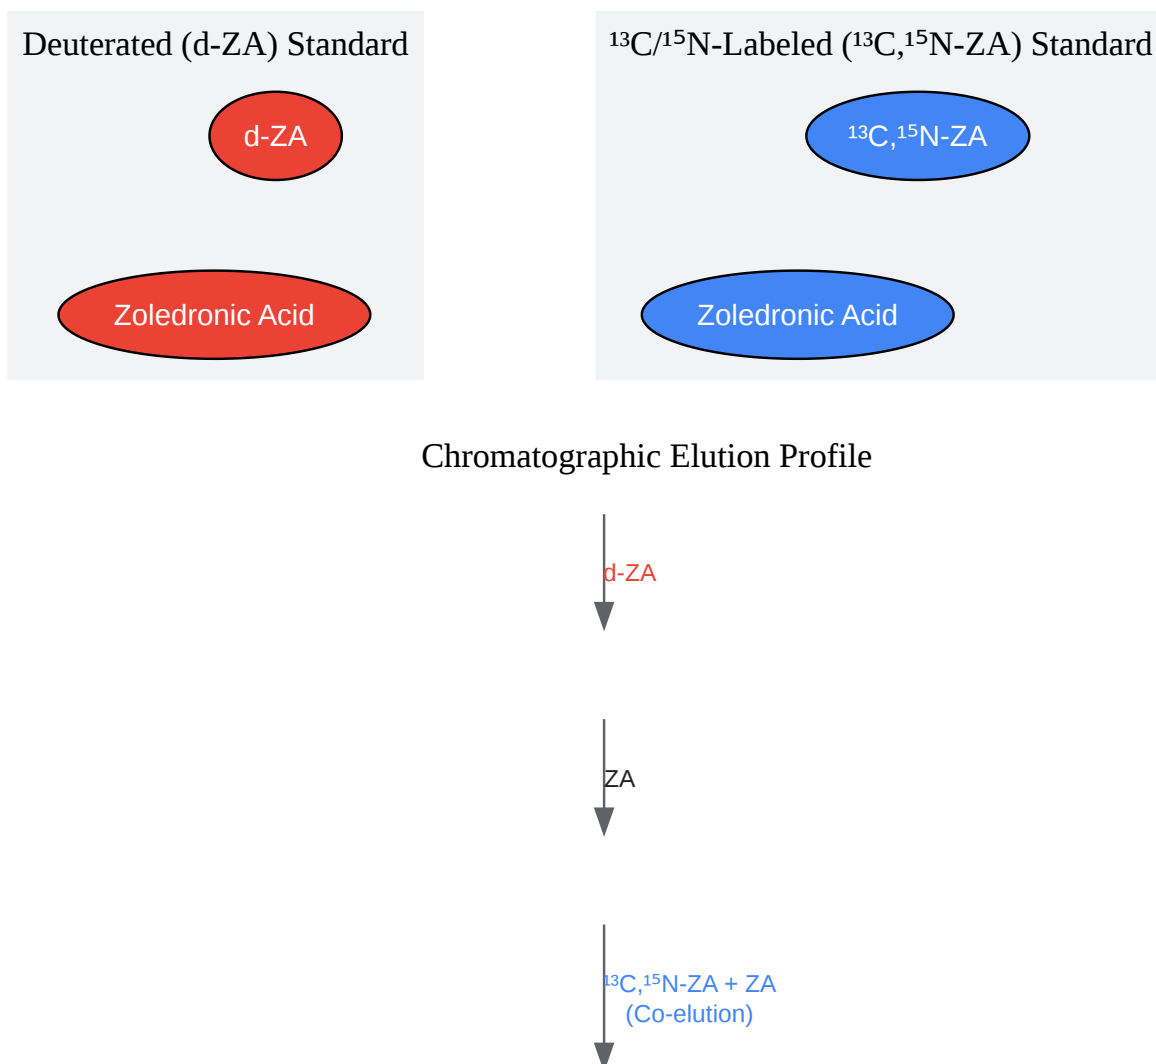 Deuterated (d-ZA) Standard
¹³C/¹⁵N-Labeled (¹³C,¹⁵N-ZA) Standard
d-ZA
¹³C,¹⁵N-ZA
Zoledronic Acid
Zoledronic Acid
Chromatographic Elution Profile
d-ZA
ZA
¹³C,¹⁵N-ZA + ZA
(Co-elution)